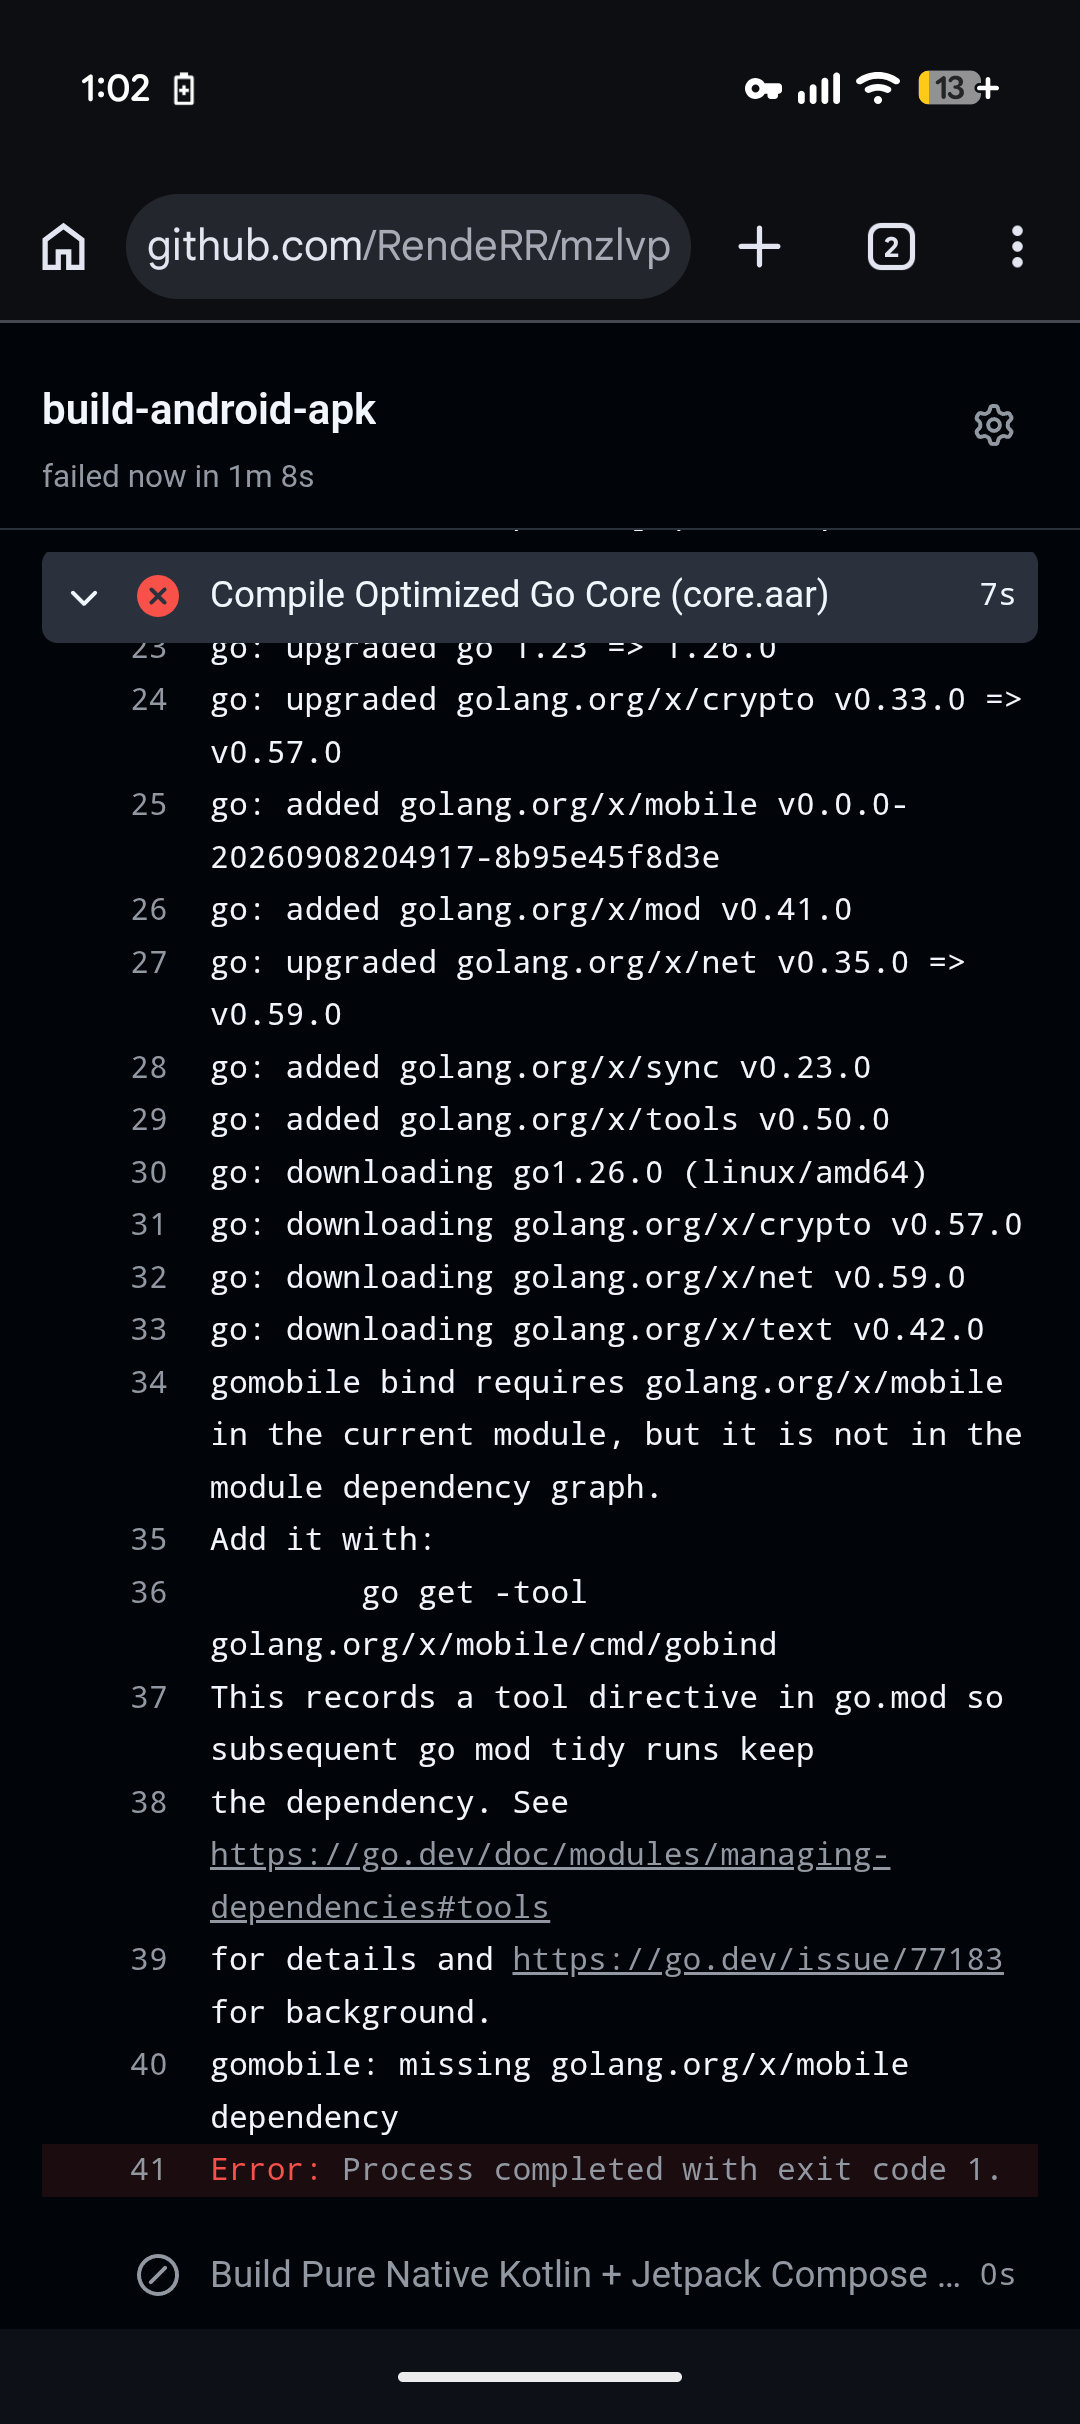 1:02
13
github.com/RendeRR/mzlvp
2
build-android-apk
failed now in 1m 8s
Compile Optimized Go Core (core.aar) 7s
23 go: upgraded go 1.23 => 1.26.0
24 go: upgraded golang.org/x/crypto v0.33.0 =>
v0.57.0
25 go: added golang.org/x/mobile v0.0.0-
20260908204917-8b95e45f8d3e
26 go: added golang.org/x/mod v0.41.0
27 go: upgraded golang.org/x/net v0.35.0 =>
v0.59.0
28 go: added golang.org/x/sync v0.23.0
29 go: added golang.org/x/tools v0.50.0
30 go: downloading go1.26.0 (linux/amd64)
31 go: downloading golang.org/x/crypto v0.57.0
32 go: downloading golang.org/x/net v0.59.0
33 go: downloading golang.org/x/text v0.42.0
34 gomobile bind requires golang.org/x/mobile
in the current module, but it is not in the
module dependency graph.
35 Add it with:
36 go get -tool
golang.org/x/mobile/cmd/gobind
37 This records a tool directive in go.mod so
subsequent go mod tidy runs keep
38 the dependency. See
https://go.dev/doc/modules/managing-
dependencies#tools
39 for details and https://go.dev/issue/77183
for background.
40 gomobile: missing golang.org/x/mobile
dependency
41 Error: Process completed with exit code 1.
Build Pure Native Kotlin + Jetpack Compose ... 0s